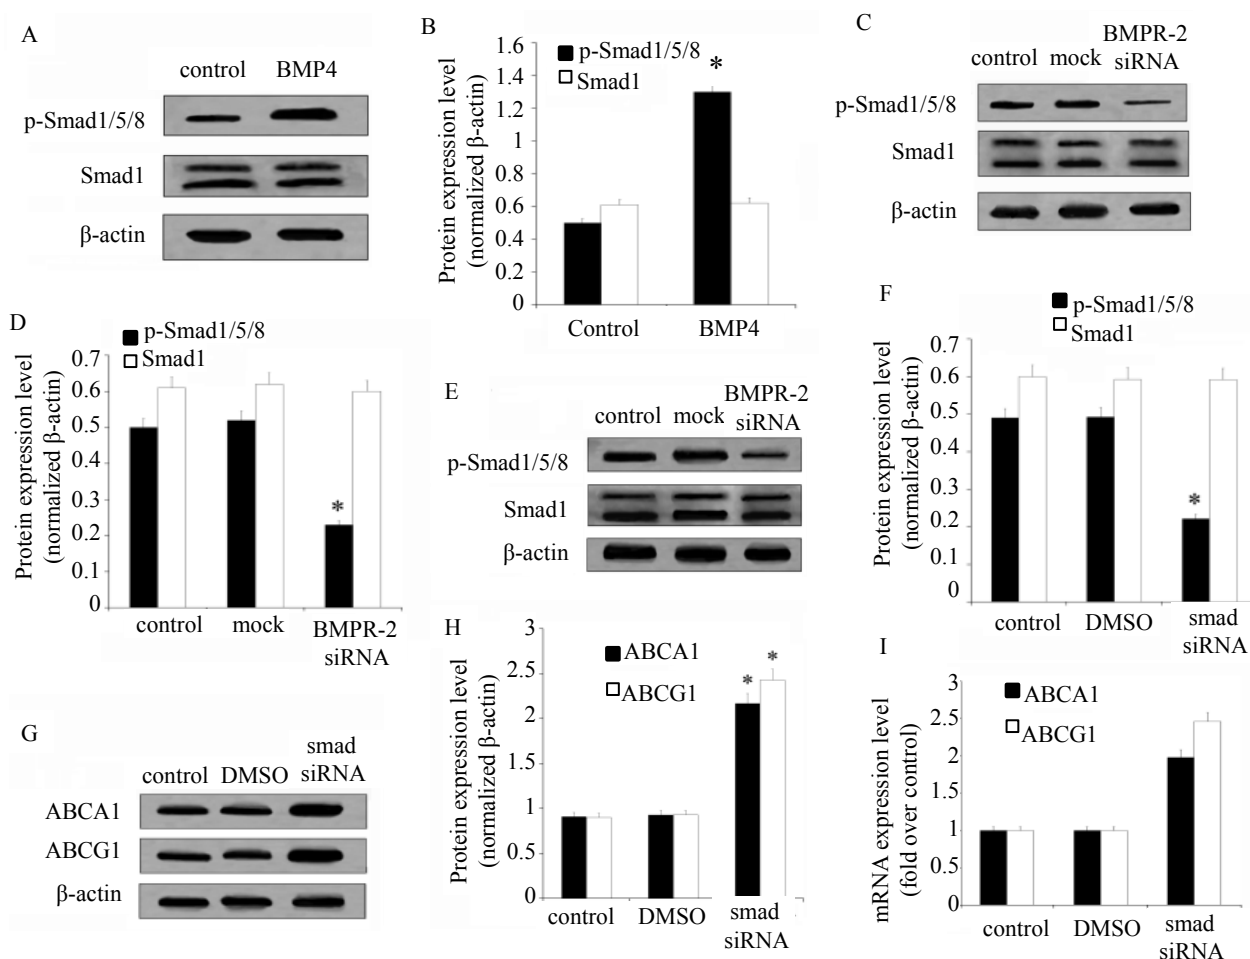 A
control BMP4
p-Smad1/5/8
Smad1
β-actin
B
p-Smad1/5/8
Smad1
Protein expression level
(normalized β-actin)
1.6
1.4
1.2
1
0.8
0.6
0.4
0.2
0
*
Control BMP4
C
control mock BMPR-2
siRNA
p-Smad1/5/8
Smad1
β-actin
D
p-Smad1/5/8
Smad1
Protein expression level
(normalized β-actin)
0.7
0.6
0.5
0.4
0.3
0.2
0.1
0
*
control mock BMPR-2
siRNA
E
control mock BMPR-2
siRNA
p-Smad1/5/8
Smad1
β-actin
F
p-Smad1/5/8
Smad1
Protein expression level
(normalized β-actin)
0.7
0.6
0.5
0.4
0.3
0.2
0.1
0
*
control DMSO smad
siRNA
G
control DMSO smad
siRNA
ABCA1
ABCG1
β-actin
H
ABCA1
ABCG1
Protein expression level
(normalized β-actin)
3
2.5
2
1.5
1
0.5
0
* *
control DMSO smad
siRNA
I
ABCA1
ABCG1
mRNA expression level
(fold over control)
3
2.5
2
1.5
1
0.5
0
control DMSO smad
siRNA